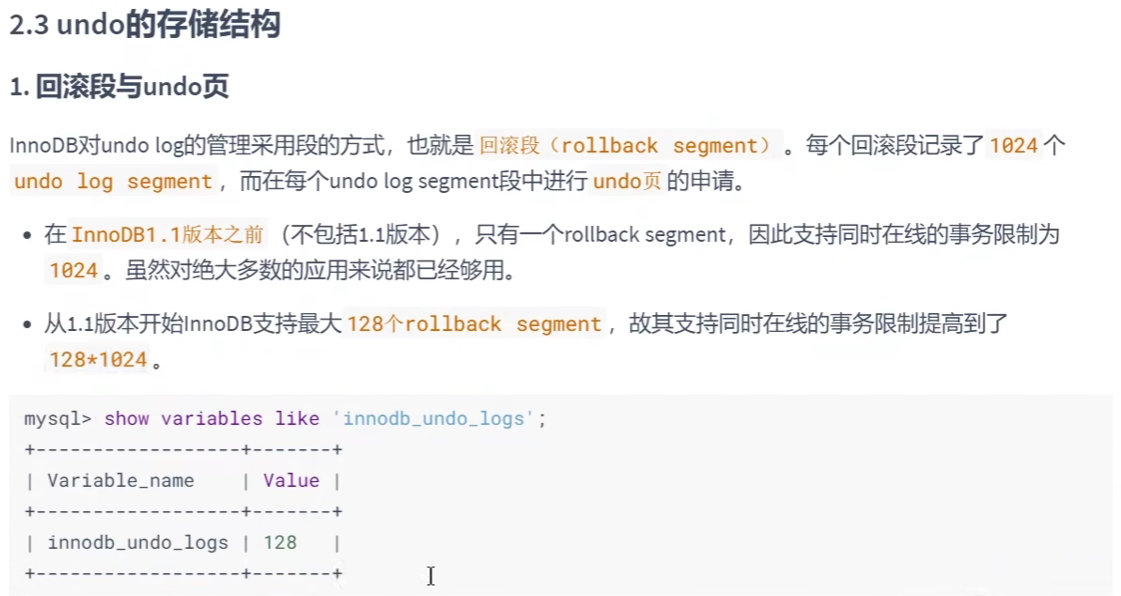 2.3 undo的存储结构
1. 回滚段与undo页
InnoDB对undo log的管理采用段的方式，也就是 回滚段（rollback segment） 。每个回滚段记录了 1024 个
undo log segment ，而在每个undo log segment段中进行 undo页 的申请。
• 在 InnoDB1.1版本之前 （不包括1.1版本），只有一个rollback segment，因此支持同时在线的事务限制为
1024 。虽然对绝大多数的应用来说都已经够用。
• 从1.1版本开始InnoDB支持最大 128个rollback segment ，故其支持同时在线的事务限制提高到了
128*1024 。
mysql> show variables like 'innodb_undo_logs';
+------------------+-------+
| Variable_name    | Value |
+------------------+-------+
| innodb_undo_logs | 128   |
+------------------+-------+